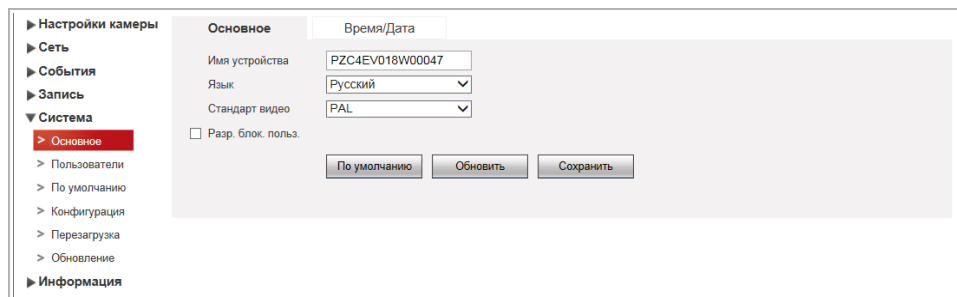 Настройки камеры
Сеть
События
Запись
Система
> Основное
> Пользователи
> По умолчанию
> Конфигурация
> Перезагрузка
> Обновление
Информация
Основное Время/Дата
Имя устройства PZC4EV018W00047
Язык Русский
Стандарт видео PAL
Разр. блок. польз.
По умолчанию Обновить Сохранить